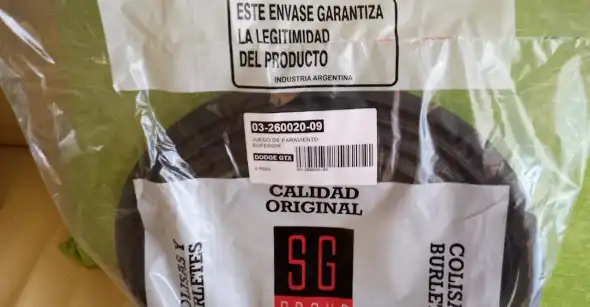 ESTE ENVASE GARANTIZA
LA LEGITIMIDAD
DEL PRODUCTO
INDUSTRIA ARGENTINA
03-260020-09
JUEGO DE PARAVIENTO
SUPERIOR
DODGE GTX
CALIDAD
ORIGINAL
COLISAS Y
BURLETES
SG
GROUP
COLISAS
BURLETES